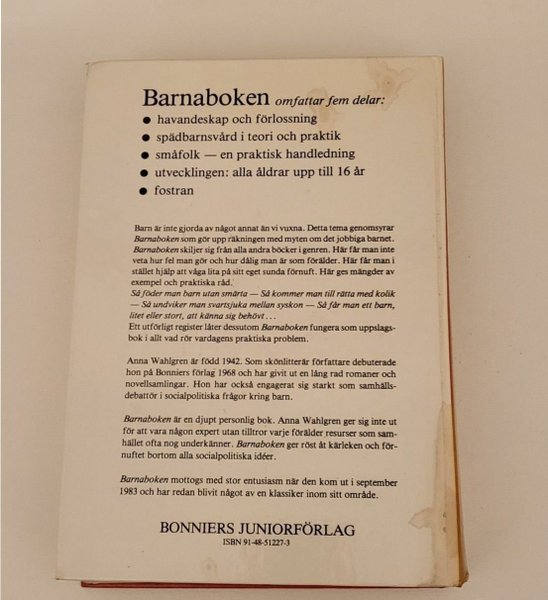 Barnaboken omfattar fem delar:
● havandeskap och förlossning
● spädbarnsvård i teori och praktik
● småfolk — en praktisk handledning
● utvecklingen: alla åldrar upp till 16 år
● fostran
Barn är inte gjorda av något annat än vi vuxna. Detta tema genomsyrar
Barnaboken som gör upp räkningen med myten om det jobbiga barnet.
Barnaboken skiljer sig från alla andra böcker i genren. Här får man inte
veta hur fel man gör och hur dålig man är som förälder. Här får man i
stället hjälp att våga lita på sitt eget sunda förnuft. Här ges mängder av
exempel och praktiska råd.
Så föder man barn utan smärta — Så kommer man till rätta med kolik
— Så undviker man svartsjuka mellan syskon — Så får man ett barn,
litet eller stort, att känna sig behövt . . .
Ett utförligt register låter dessutom Barnaboken fungera som uppslags-
bok i allt vad rör vardagens praktiska problem.
Anna Wahlgren är född 1942. Som skönlitterär författare debuterade
hon på Bonniers förlag 1968 och har givit ut en lång rad romaner och
novellsamlingar. Hon har också engagerat sig starkt som samhälls-
debattör i socialpolitiska frågor kring barn.
Barnaboken är en djupt personlig bok. Anna Wahlgren ger sig inte ut
för att vara någon expert utan tilltror varje förälder resurser som sam-
hället ofta nog underkänner. Barnaboken ger röst åt kärleken och för-
nuftet bortom alla socialpolitiska idéer.
Barnaboken mottogs med stor entusiasm när den kom ut i september
1983 och har redan blivit något av en klassiker inom sitt område.
BONNIERS JUNIORFÖRLAG
ISBN 91-48-51227-3